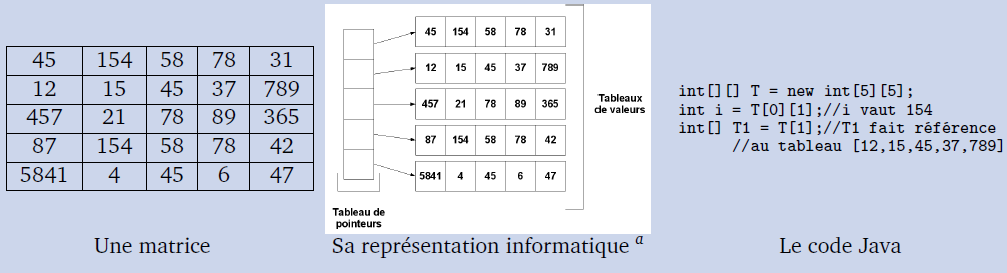 45 154 58 78 31
12 15 45 37 789
457 21 78 89 365
87 154 58 78 42
5841 4 45 6 47
Une matrice
45 154 58 78 31
12 15 45 37 789
457 21 78 89 365
87 154 58 78 42
5841 4 45 6 47
Tableaux
de valeurs
Tableau de
pointeurs
Sa représentation informatique a
int[][] T = new int[5][5];
int i = T[0][1];//i vaut 154
int[] T1 = T[1];//T1 fait référence
//au tableau [12,15,45,37,789]
Le code Java